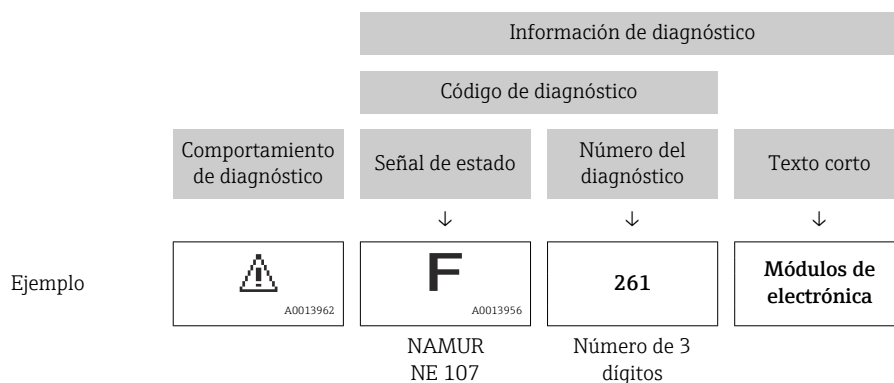 Información de diagnóstico
Código de diagnóstico
Comportamiento
de diagnóstico
Señal de estado
Número del
diagnóstico
Texto corto
↓ ↓ ↓
Ejemplo
A0013962
F
A0013956
261
Módulos de
electrónica
NAMUR
NE 107
Número de 3
dígitos